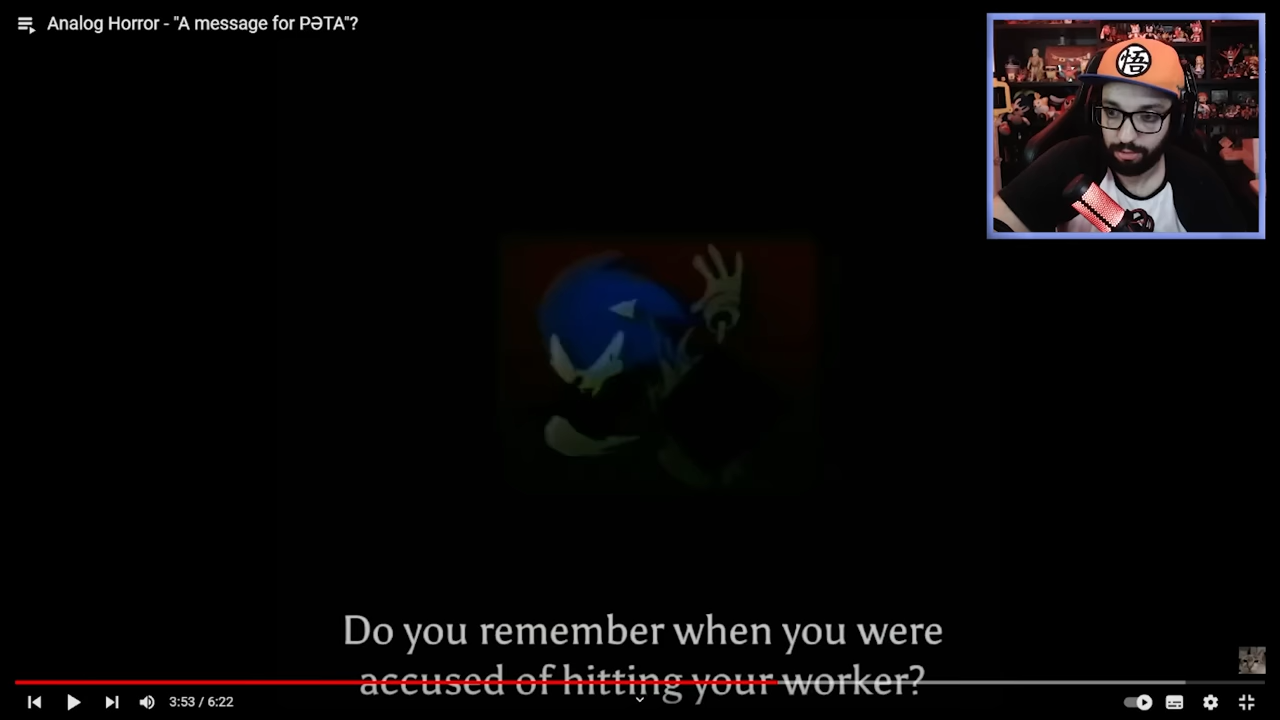 Analog Horror - "A message for PƏTA"?
悟
Do you remember when you were
accused of hitting your worker?
3:53 / 6:22